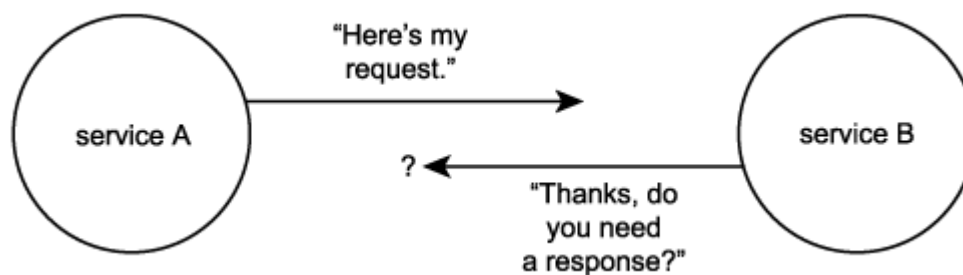 “Here’s my
request.”
service A
service B
?
“Thanks, do
you need
a response?”